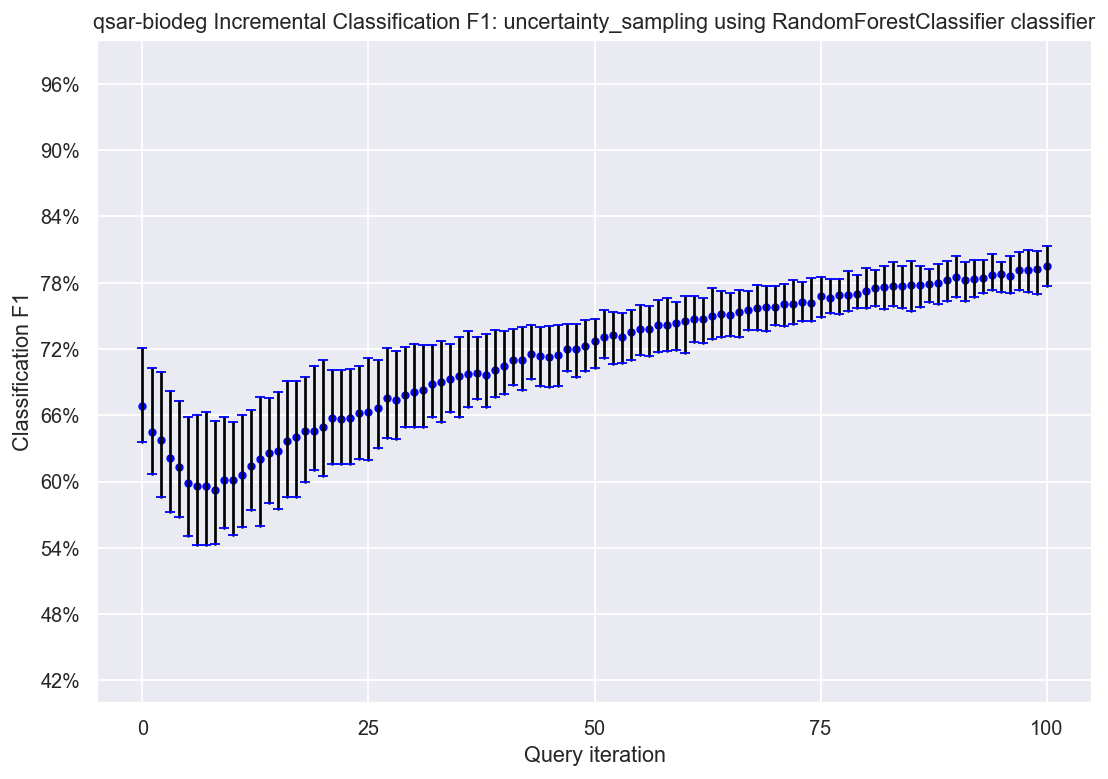 qsar-biodeg Incremental Classification F1: uncertainty_sampling using RandomForestClassifier classifier
96%
90%
84%
78%
72%
66%
60%
54%
48%
42%
Classification F1
0 25 50 75 100
Query iteration